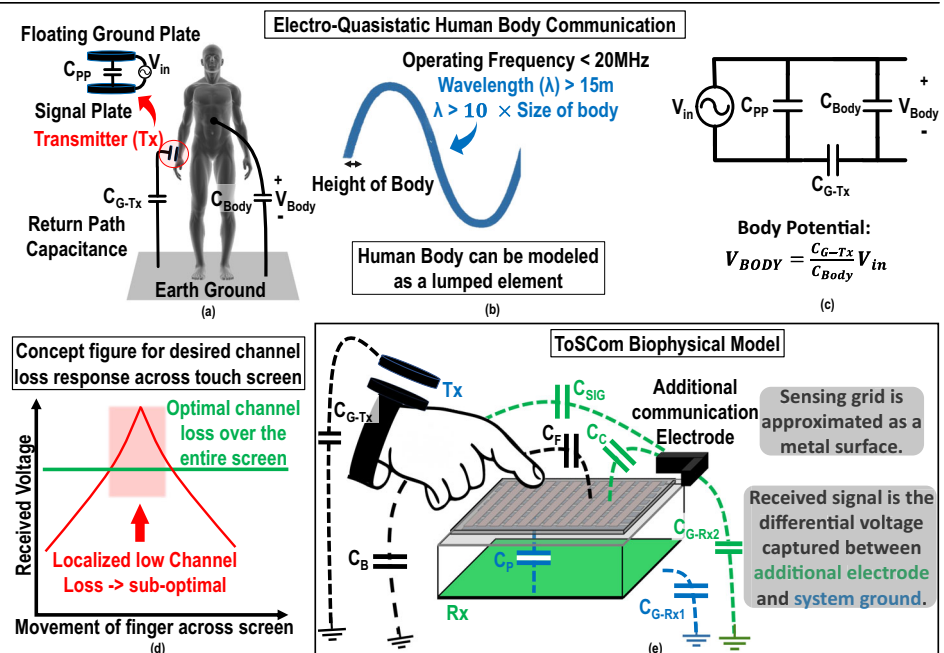 Electro-Quasistatic Human Body Communication
Floating Ground Plate
C_PP
V_in
Signal Plate
Transmitter (Tx)
C_G-Tx
Return Path
Capacitance
C_Body
+
V_Body
-
Earth Ground
(a)
Operating Frequency < 20MHz
Wavelength (λ) > 15m
λ > 10 × Size of body
Height of Body
Human Body can be modeled
as a lumped element
(b)
V_in
C_PP
C_Body
+
V_Body
-
C_G-Tx
Body Potential:
V_BODY = C_G-Tx / C_Body V_in
(c)
Concept figure for desired channel
loss response across touch screen
Received Voltage
Optimal channel
loss over the
entire screen
Localized low Channel
Loss -> sub-optimal
Movement of finger across screen
(d)
ToSCom Biophysical Model
C_G-Tx
Tx
C_SIG
C_F
C_C
Additional
communication
Electrode
C_B
C_P
C_G-Rx2
C_G-Rx1
Rx
Sensing grid is
approximated as a
metal surface.
Received signal is the
differential voltage
captured between
additional electrode
and system ground.
(e)